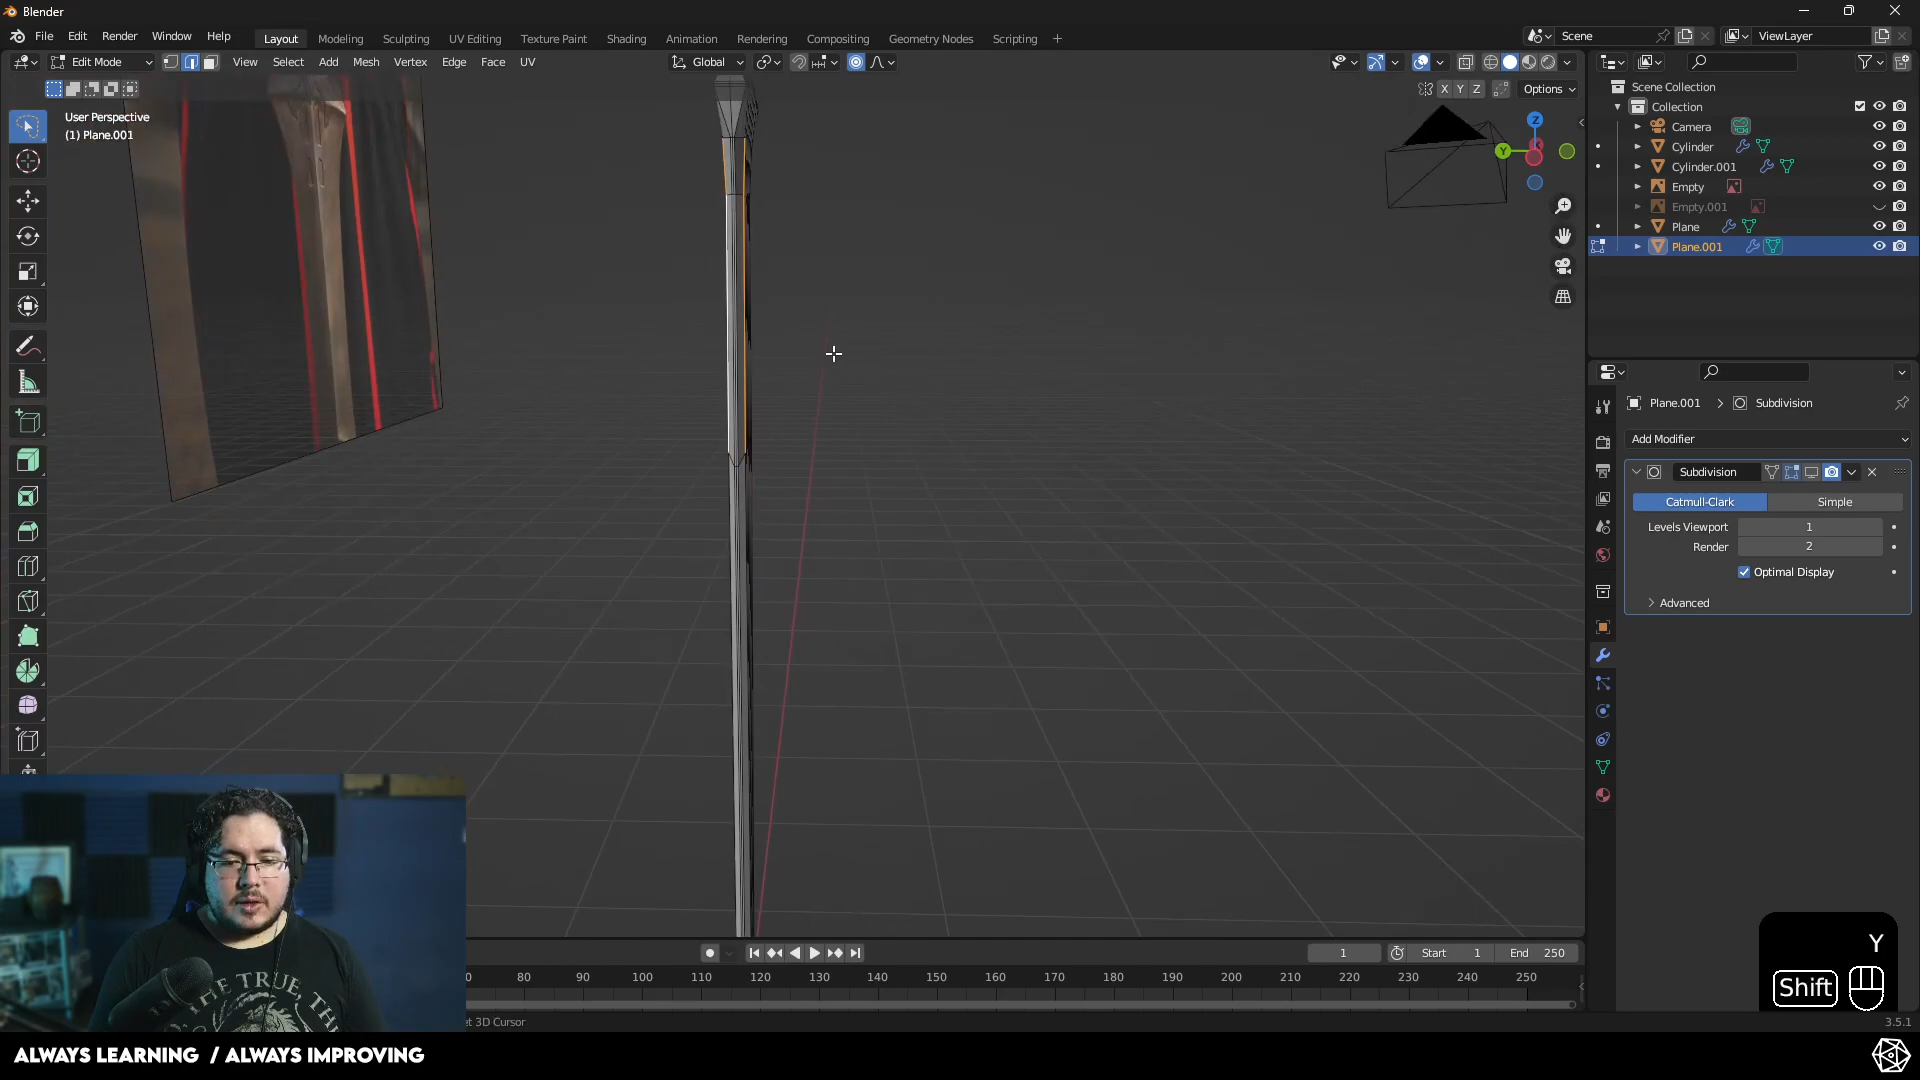 Blender
File Edit Render Window Help
Layout Modeling Sculpting UV Editing Texture Paint Shading Animation Rendering Compositing Geometry Nodes Scripting
Scene
ViewLayer
Edit Mode
View Select Add Mesh Vertex Edge Face UV
Global
X Y Z Options
User Perspective
(1) Plane.001
Z
Y
Scene Collection
Collection
Camera
Cylinder
Cylinder.001
Empty
Empty.001
Plane
Plane.001
Plane.001 > Subdivision
Add Modifier
Subdivision
Catmull-Clark Simple
Levels Viewport 1
Render 2
Optimal Display
Advanced
1 Start 1 End 250
80 90 100 110 120 130 140 150 160 170 180 190 200 210 220 230 240 250
3D Cursor
3.5.1
Y
Shift
THE TRUE, TH
ALWAYS LEARNING / ALWAYS IMPROVING